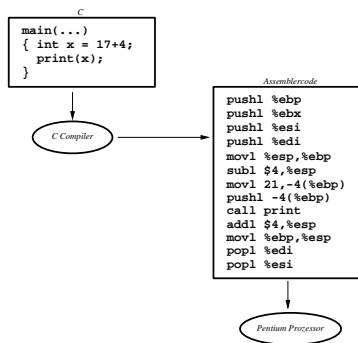 C
main(...)
{ int x = 17+4;
print(x);
}
C Compiler
Assemblercode
pushl %ebp
pushl %ebx
pushl %esi
pushl %edi
movl %esp,%ebp
subl $4,%esp
movl 21,-4(%ebp)
pushl -4(%ebp)
call print
addl $4,%esp
movl %ebp,%esp
popl %edi
popl %esi
Pentium Prozessor